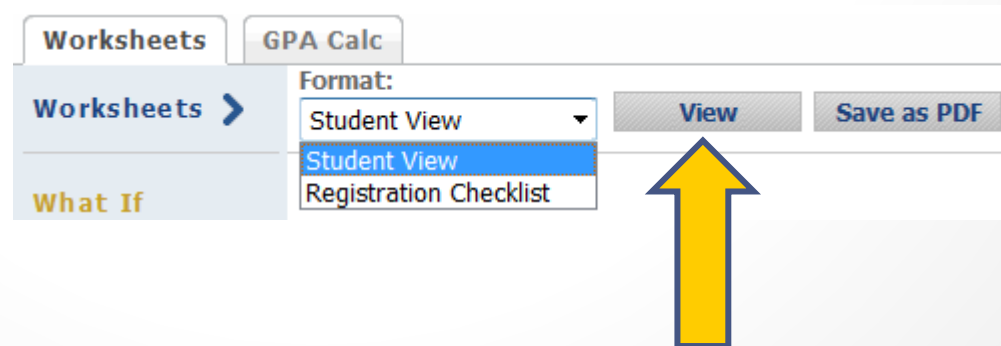 Worksheets GPA Calc
Format:
Worksheets Student View View Save as PDF
Student View
Registration Checklist
What If